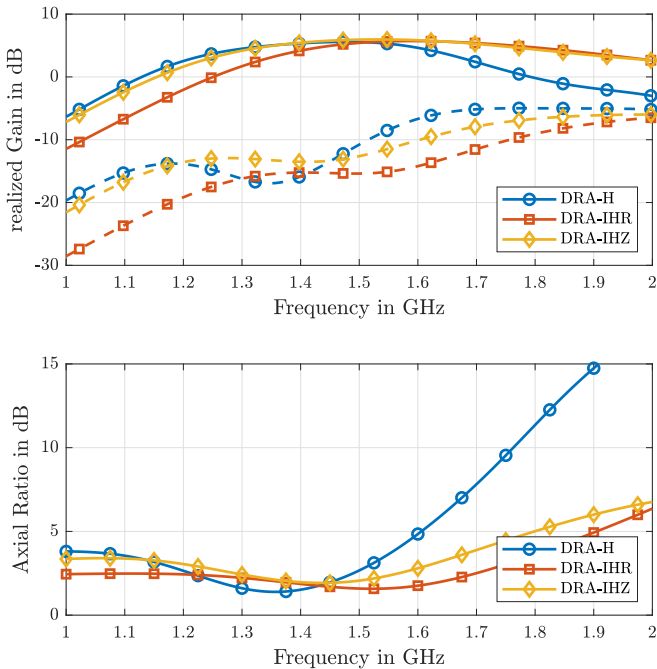 realized Gain in dB
10
0
-10
-20
-30
DRA-H
DRA-IHR
DRA-IHZ
1 1.1 1.2 1.3 1.4 1.5 1.6 1.7 1.8 1.9 2
Frequency in GHz
Axial Ratio in dB
15
10
5
0
DRA-H
DRA-IHR
DRA-IHZ
1 1.1 1.2 1.3 1.4 1.5 1.6 1.7 1.8 1.9 2
Frequency in GHz